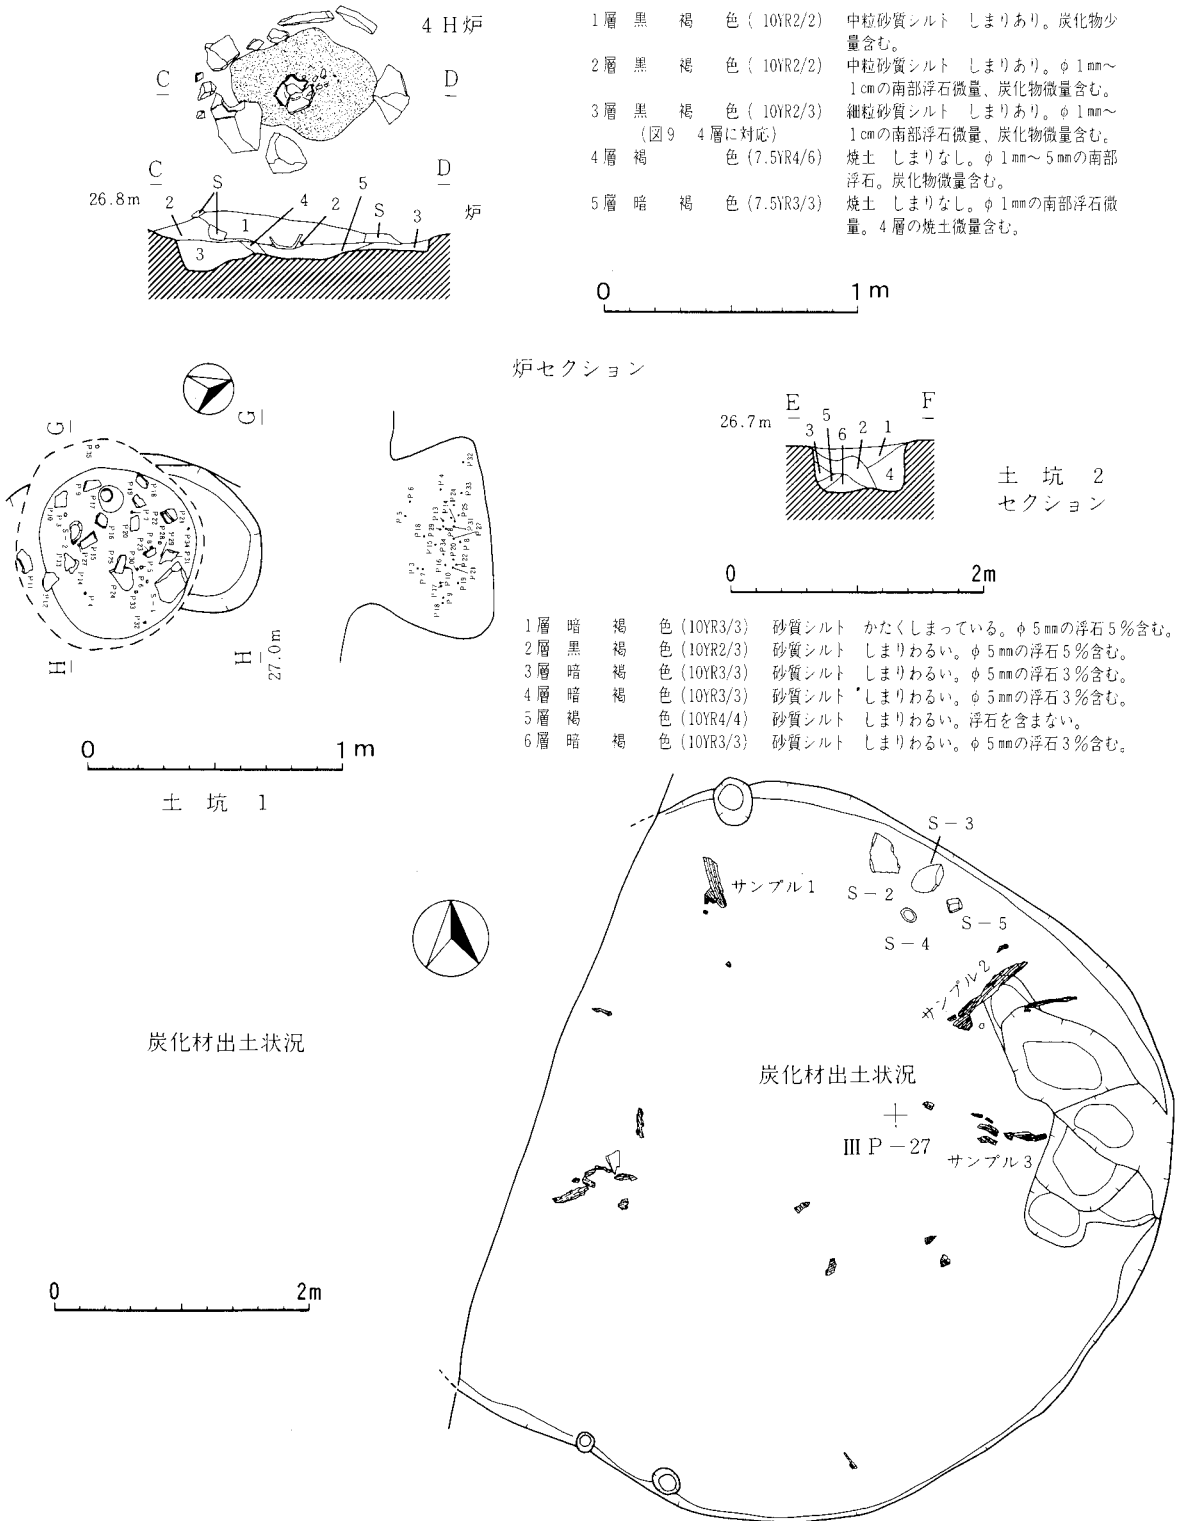 4 H炉
C D
C D
26.8m
S
2 1 4 2 5 S 3
3
炉
1層 黒褐色(10YR2/2) 中粒砂質シルト しまりあり。炭化物少
量含む。
2層 黒褐色(10YR2/2) 中粒砂質シルト しまりあり。φ1mm~
1cmの南部浮石微量、炭化物微量含む。
3層 黒褐色(10YR2/3) 細粒砂質シルト しまりあり。φ1mm~
(図9 4層に対応) 1cmの南部浮石微量、炭化物微量含む。
4層 褐色(7.5YR4/6) 焼土 しまりなし。φ1mm~5mmの南部
浮石。炭化物微量含む。
5層 暗褐色(7.5YR3/3) 焼土 しまりなし。φ1mmの南部浮石微
量。4層の焼土微量含む。
0 1m
炉セクション
G G
H H
27.0m
0 1m
土坑 1
E F
26.7m
3 5 6 2 1
4
土坑 2
セクション
0 2m
1層 暗褐色(10YR3/3) 砂質シルト かたくしまっている。φ5mmの浮石5%含む。
2層 黒褐色(10YR2/3) 砂質シルト しまりわるい。φ5mmの浮石5%含む。
3層 暗褐色(10YR3/3) 砂質シルト しまりわるい。φ5mmの浮石3%含む。
4層 暗褐色(10YR3/3) 砂質シルト しまりわるい。φ5mmの浮石3%含む。
5層 褐色(10YR4/4) 砂質シルト しまりわるい。浮石を含まない。
6層 暗褐色(10YR3/3) 砂質シルト しまりわるい。φ5mmの浮石3%含む。
S-3
サンプル1
S-2
S-5
S-4
サンプル2
炭化材出土状況
炭化材出土状況
ⅢP-27
サンプル3
0 2m